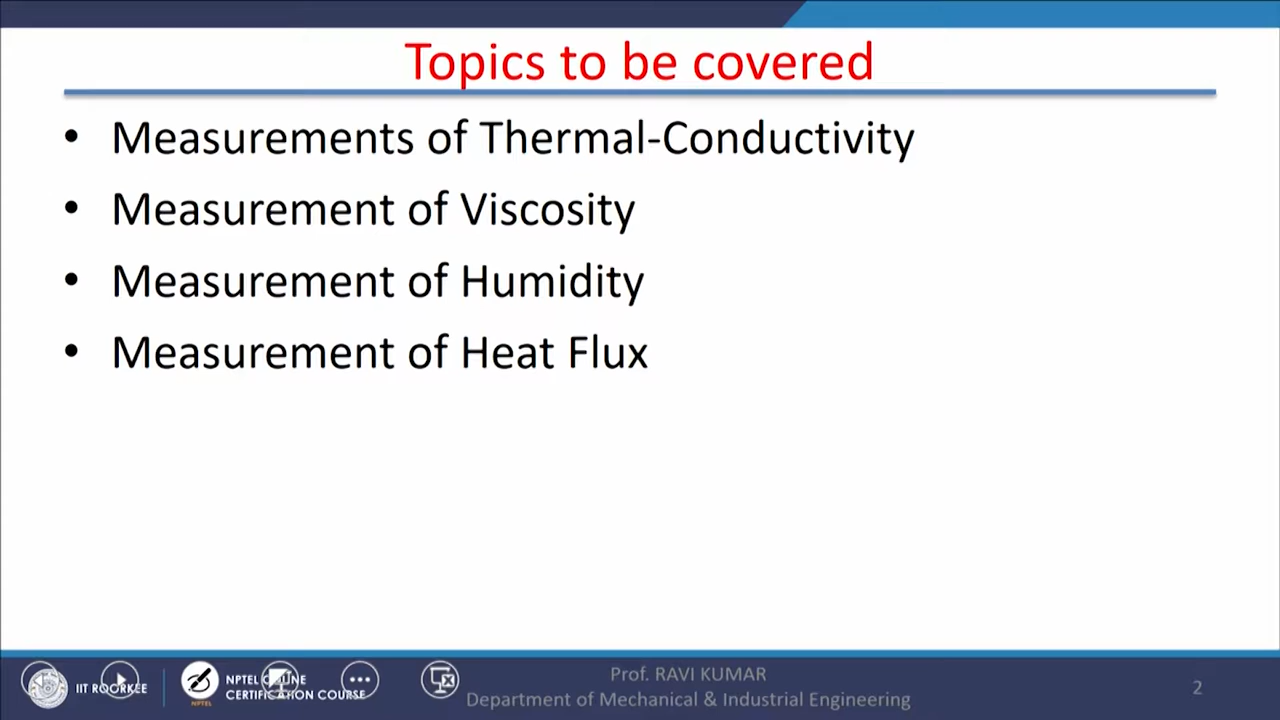 Topics to be covered
• Measurements of Thermal-Conductivity
• Measurement of Viscosity
• Measurement of Humidity
• Measurement of Heat Flux
IIT ROORKEE
NPTEL ONLINE
CERTIFICATION COURSE
NPTEL
Prof. RAVI KUMAR
Department of Mechanical & Industrial Engineering
2